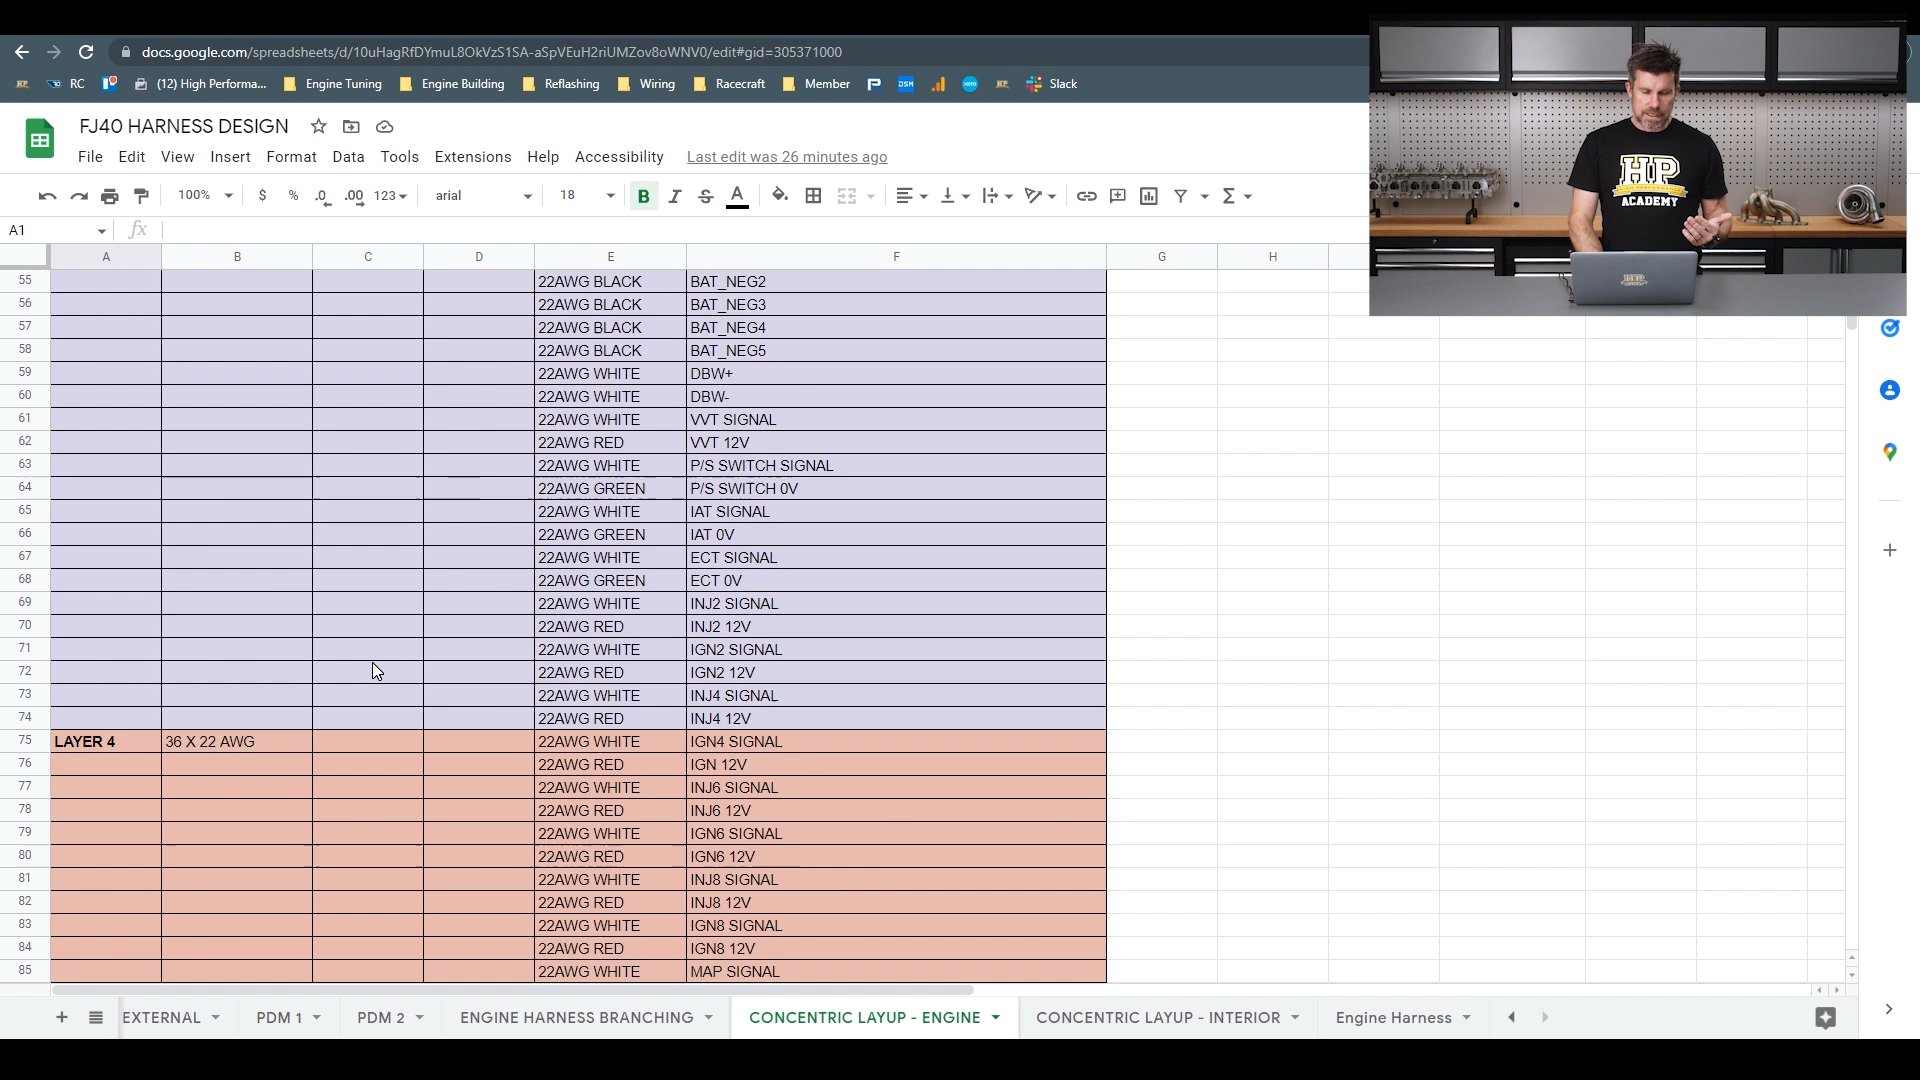 docs.google.com/spreadsheets/d/10uHagRfDYmuL8OkVzS1SA-aSpVEuH2riUMZov8oWNV0/edit#gid=305371000
RC (12) High Performa... Engine Tuning Engine Building Reflashing Wiring Racecraft Member Slack
FJ40 HARNESS DESIGN
File Edit View Insert Format Data Tools Extensions Help Accessibility Last edit was 26 minutes ago
100% $ % .0 .00 123 arial 18 B I S A
A1 fx
A B C D E F G H
55 22AWG BLACK BAT_NEG2
56 22AWG BLACK BAT_NEG3
57 22AWG BLACK BAT_NEG4
58 22AWG BLACK BAT_NEG5
59 22AWG WHITE DBW+
60 22AWG WHITE DBW-
61 22AWG WHITE VVT SIGNAL
62 22AWG RED VVT 12V
63 22AWG WHITE P/S SWITCH SIGNAL
64 22AWG GREEN P/S SWITCH 0V
65 22AWG WHITE IAT SIGNAL
66 22AWG GREEN IAT 0V
67 22AWG WHITE ECT SIGNAL
68 22AWG GREEN ECT 0V
69 22AWG WHITE INJ2 SIGNAL
70 22AWG RED INJ2 12V
71 22AWG WHITE IGN2 SIGNAL
72 22AWG RED IGN2 12V
73 22AWG WHITE INJ4 SIGNAL
74 22AWG RED INJ4 12V
75 LAYER 4 36 X 22 AWG 22AWG WHITE IGN4 SIGNAL
76 22AWG RED IGN 12V
77 22AWG WHITE INJ6 SIGNAL
78 22AWG RED INJ6 12V
79 22AWG WHITE IGN6 SIGNAL
80 22AWG RED IGN6 12V
81 22AWG WHITE INJ8 SIGNAL
82 22AWG RED INJ8 12V
83 22AWG WHITE IGN8 SIGNAL
84 22AWG RED IGN8 12V
85 22AWG WHITE MAP SIGNAL
EXTERNAL PDM 1 PDM 2 ENGINE HARNESS BRANCHING CONCENTRIC LAYUP - ENGINE CONCENTRIC LAYUP - INTERIOR Engine Harness
HP
ACADEMY